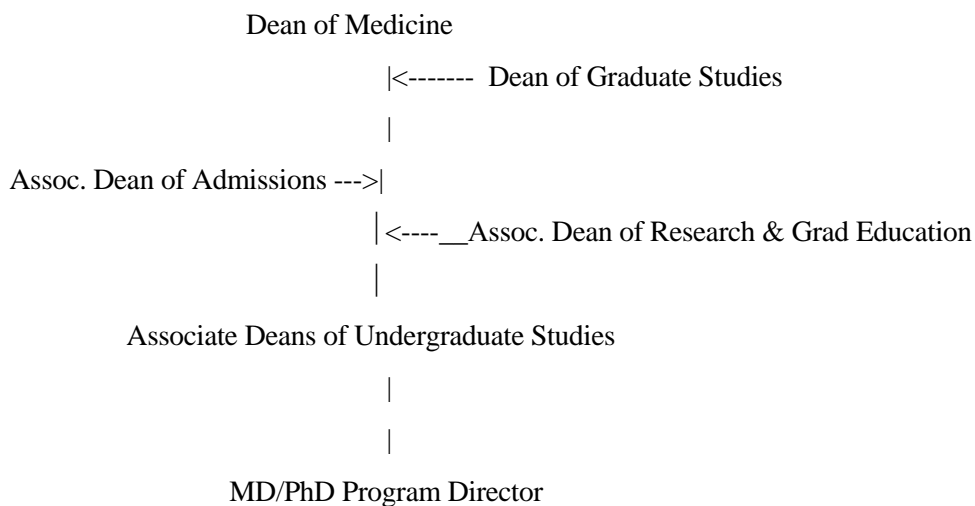 Dean of Medicine
|<------- Dean of Graduate Studies
|
Assoc. Dean of Admissions --->|
|<----__Assoc. Dean of Research & Grad Education
|
Associate Deans of Undergraduate Studies
|
|
MD/PhD Program Director